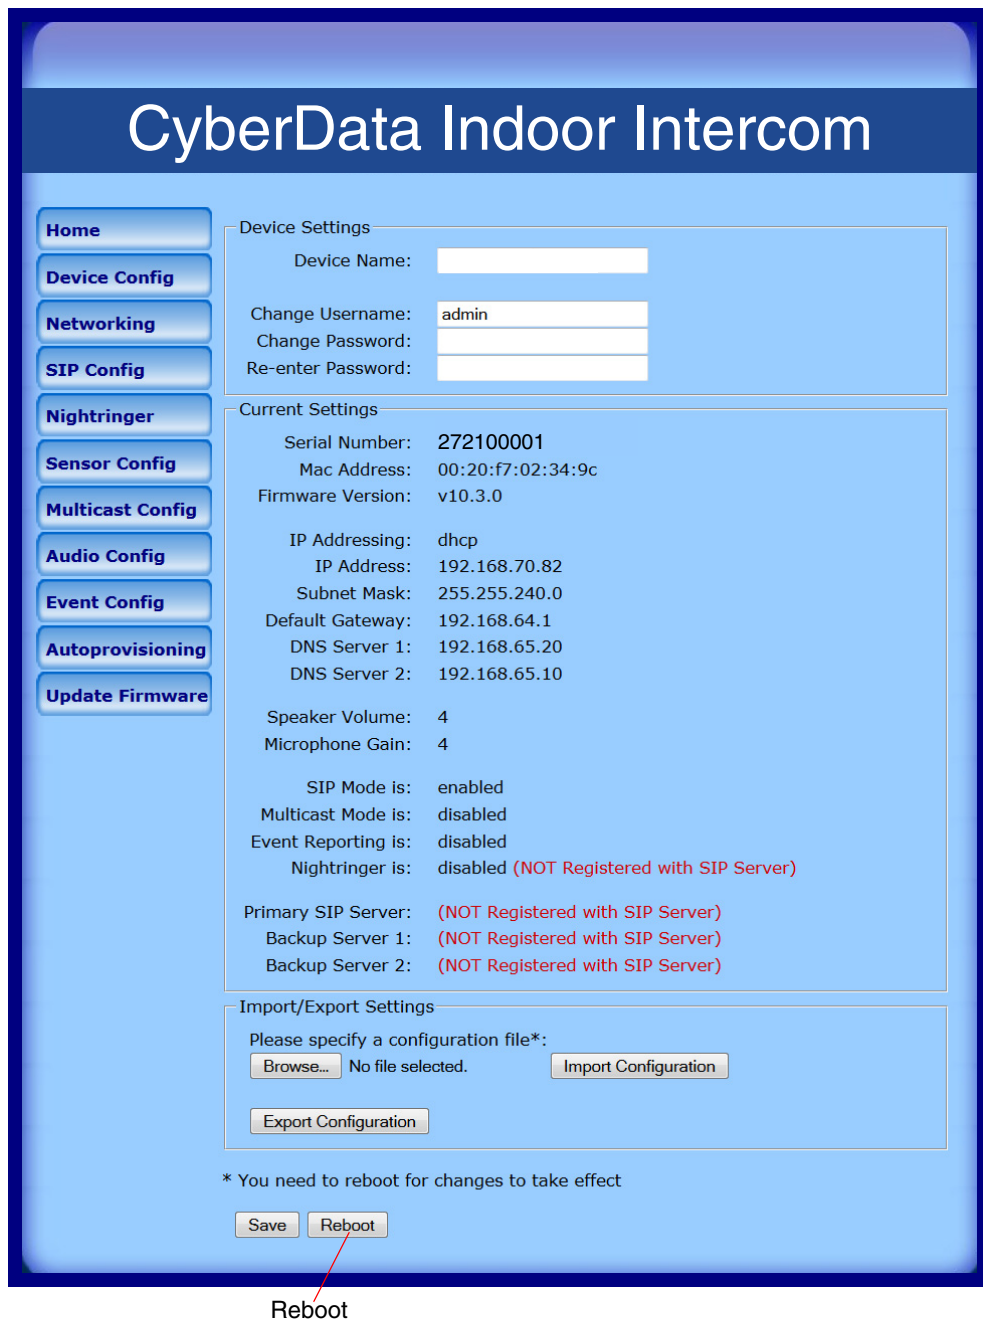 CyberData Indoor Intercom
Home
Device Config
Networking
SIP Config
Nightringer
Sensor Config
Multicast Config
Audio Config
Event Config
Autoprovisioning
Update Firmware
Device Settings
Device Name:
Change Username: admin
Change Password:
Re-enter Password:
Current Settings
Serial Number: 272100001
Mac Address: 00:20:f7:02:34:9c
Firmware Version: v10.3.0
IP Addressing: dhcp
IP Address: 192.168.70.82
Subnet Mask: 255.255.240.0
Default Gateway: 192.168.64.1
DNS Server 1: 192.168.65.20
DNS Server 2: 192.168.65.10
Speaker Volume: 4
Microphone Gain: 4
SIP Mode is: enabled
Multicast Mode is: disabled
Event Reporting is: disabled
Nightringer is: disabled (NOT Registered with SIP Server)
Primary SIP Server: (NOT Registered with SIP Server)
Backup Server 1: (NOT Registered with SIP Server)
Backup Server 2: (NOT Registered with SIP Server)
Import/Export Settings
Please specify a configuration file*:
Browse... No file selected. Import Configuration
Export Configuration
* You need to reboot for changes to take effect
Save Reboot
Reboot